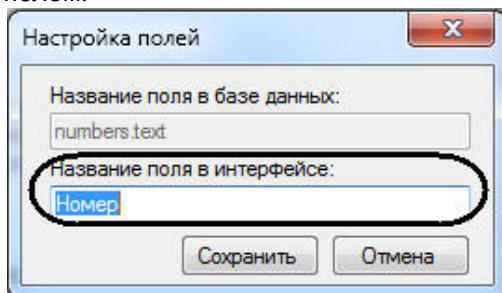 Настройка полей
Название поля в базе данных:
numbers.text
Название поля в интерфейсе:
Номер
Сохранить Отмена